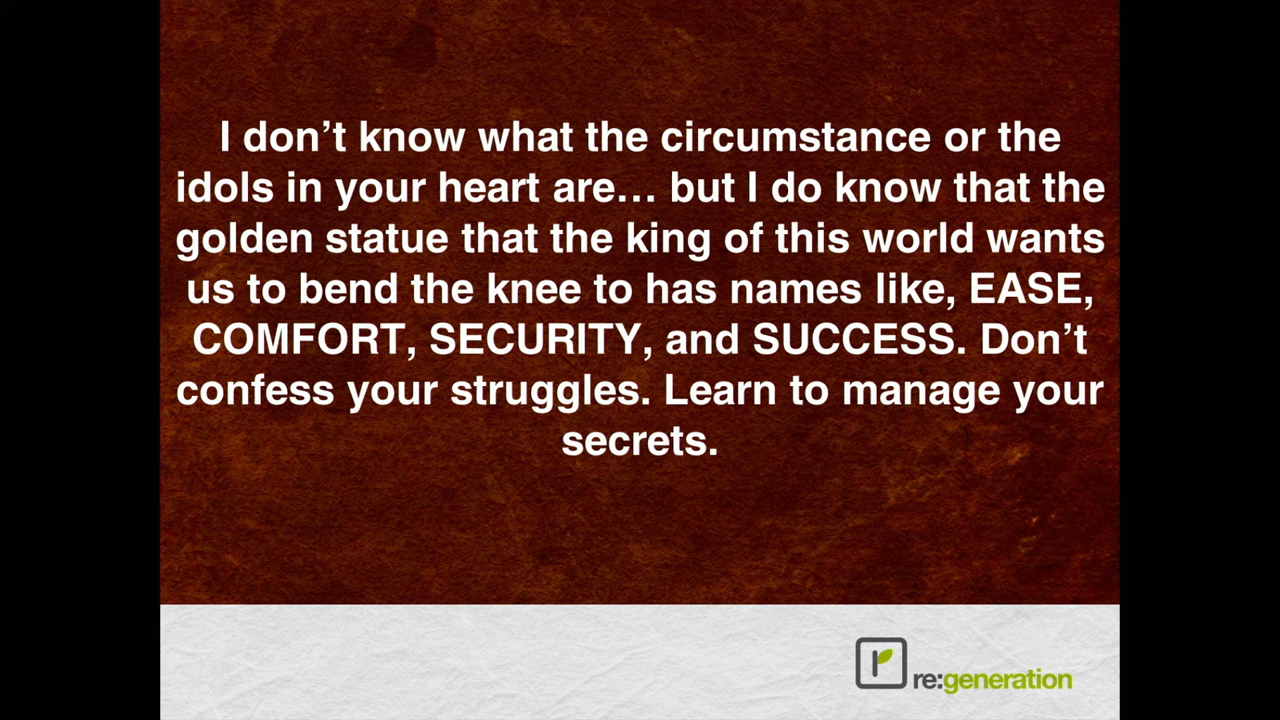 I don’t know what the circumstance or the
idols in your heart are… but I do know that the
golden statue that the king of this world wants
us to bend the knee to has names like, EASE,
COMFORT, SECURITY, and SUCCESS. Don’t
confess your struggles. Learn to manage your
secrets.
r
re:generation